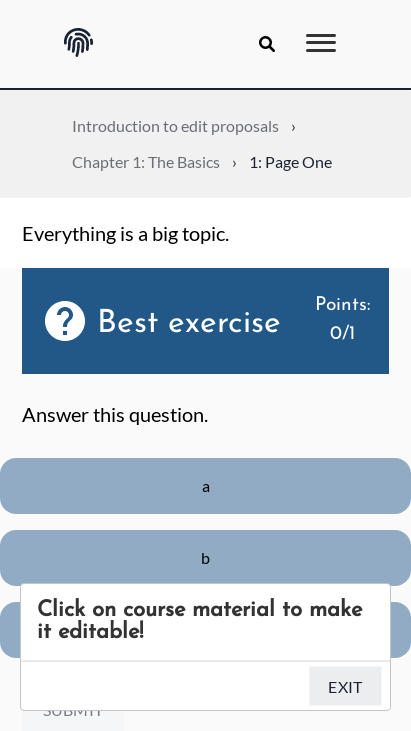 Introduction to edit proposals ›
Chapter 1: The Basics › 1: Page One
Everything is a big topic.
? Best exercise
Points:
0/1
Answer this question.
a
b
Click on course material to make
it editable!
EXIT
SUBMIT